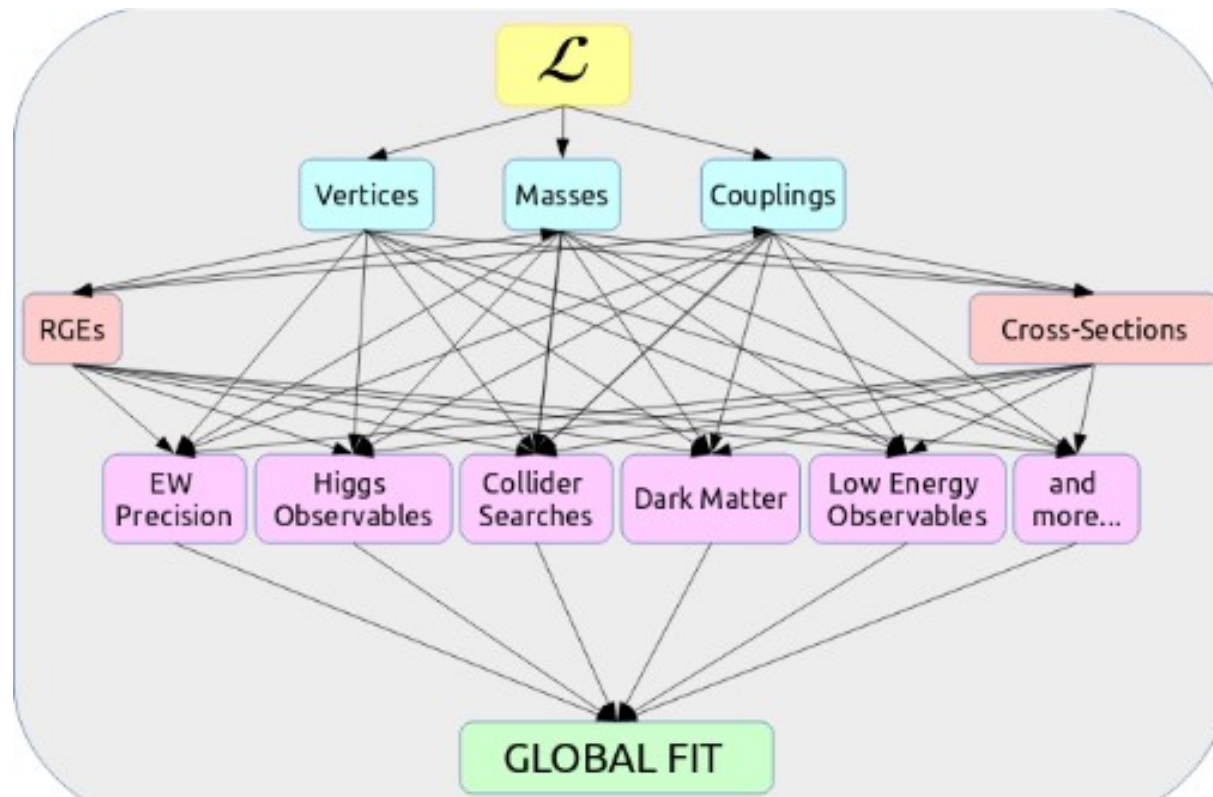 ℒ
Vertices
Masses
Couplings
RGEs
Cross-Sections
EW
Precision
Higgs
Observables
Collider
Searches
Dark Matter
Low Energy
Observables
and
more...
GLOBAL FIT